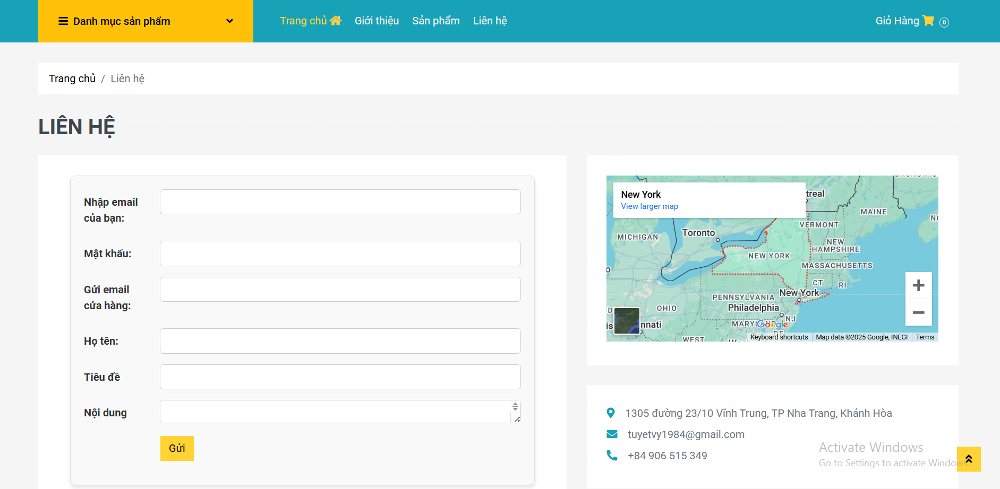 Danh mục sản phẩm
Trang chủ
Giới thiệu
Sản phẩm
Liên hệ
Giỏ Hàng 0
Trang chủ / Liên hệ
LIÊN HỆ
Nhập email
của bạn:
Mật khẩu:
Gửi email
cửa hàng:
Họ tên:
Tiêu đề
Nội dung
Gửi
New York
View larger map
treal
MAINE
VERMONT
Toronto
MICHIGAN
NEW
HAMPSHIRE
NEW YORK
MASSACHUSETTS
CT
RI
New York
PENNSYLVANIA
Philadelphia
OHIO
NJ
nnati
Google
DE
WEST
Keyboard shortcuts
Map data ©2025 Google, INEGI
Terms
1305 đường 23/10 Vĩnh Trung, TP Nha Trang, Khánh Hòa
tuyetvy1984@gmail.com
+84 906 515 349
Activate Windows
Go to Settings to activate Windows.